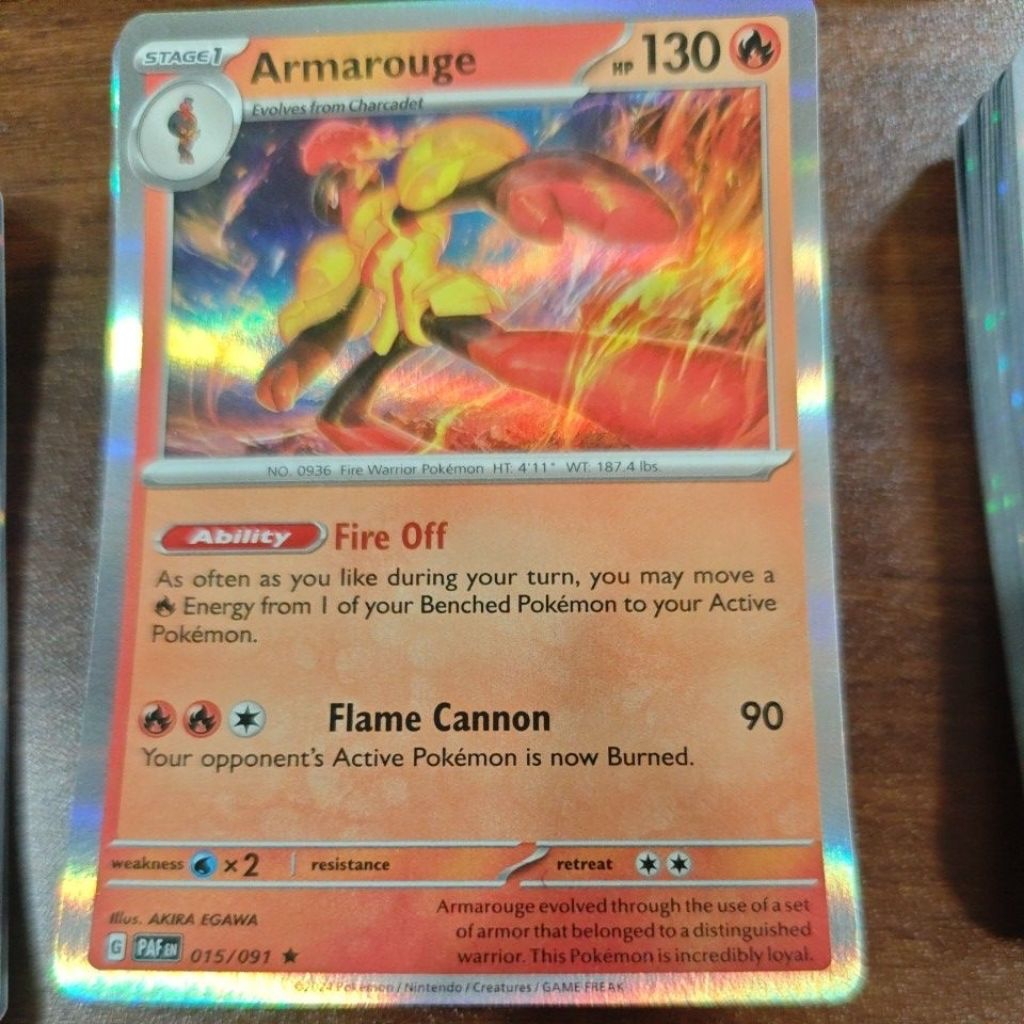 STAGE1
Armarouge
HP 130
Evolves from Charcadet
NO. 0936 Fire Warrior Pokémon HT: 4'11" WT: 187.4 lbs.
Ability Fire Off
As often as you like during your turn, you may move a
Energy from 1 of your Benched Pokémon to your Active
Pokémon.
Flame Cannon 90
Your opponent's Active Pokémon is now Burned.
weakness ×2 resistance retreat
Illus. AKIRA EGAWA
G PAF EN 015/091
Armarouge evolved through the use of a set
of armor that belonged to a distinguished
warrior. This Pokémon is incredibly loyal.
©2024 Pokémon / Nintendo / Creatures / GAME FREAK